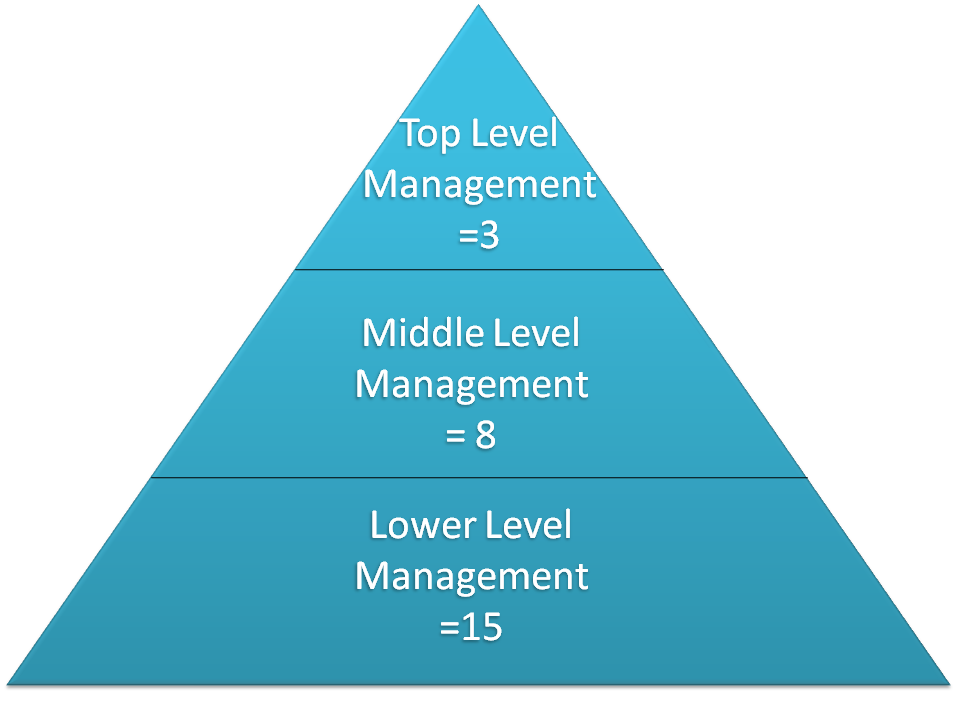 Top Level
Management
=3
Middle Level
Management
= 8
Lower Level
Management
=15